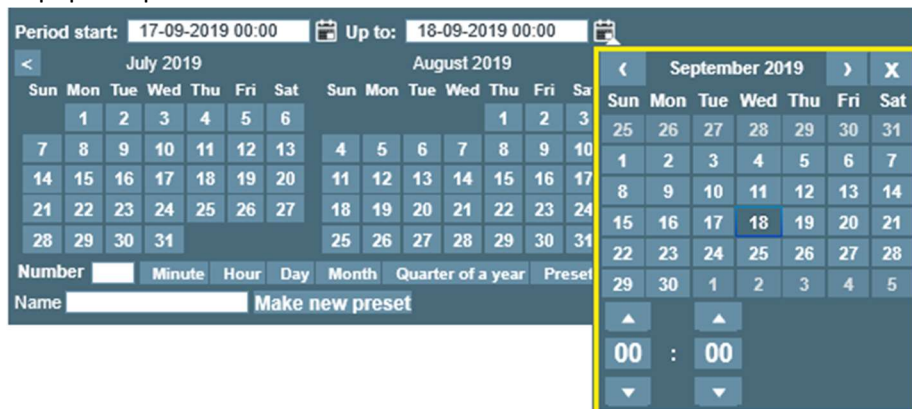 Period start: 17-09-2019 00:00 Up to: 18-09-2019 00:00
< July 2019 August 2019
Sun Mon Tue Wed Thu Fri Sat Sun Mon Tue Wed Thu Fri
1 2 3 4 5 6 1 2 3
7 8 9 10 11 12 13 4 5 6 7 8 9 10
14 15 16 17 18 19 20 11 12 13 14 15 16 17
21 22 23 24 25 26 27 18 19 20 21 22 23 24
28 29 30 31 25 26 27 28 29 30 31
Number Minute Hour Day Month Quarter of a year Preset
Name Make new preset
‹ September 2019 › X
Sun Mon Tue Wed Thu Fri Sat
25 26 27 28 29 30 31
1 2 3 4 5 6 7
8 9 10 11 12 13 14
15 16 17 18 19 20 21
22 23 24 25 26 27 28
29 30 1 2 3 4 5
00 : 00